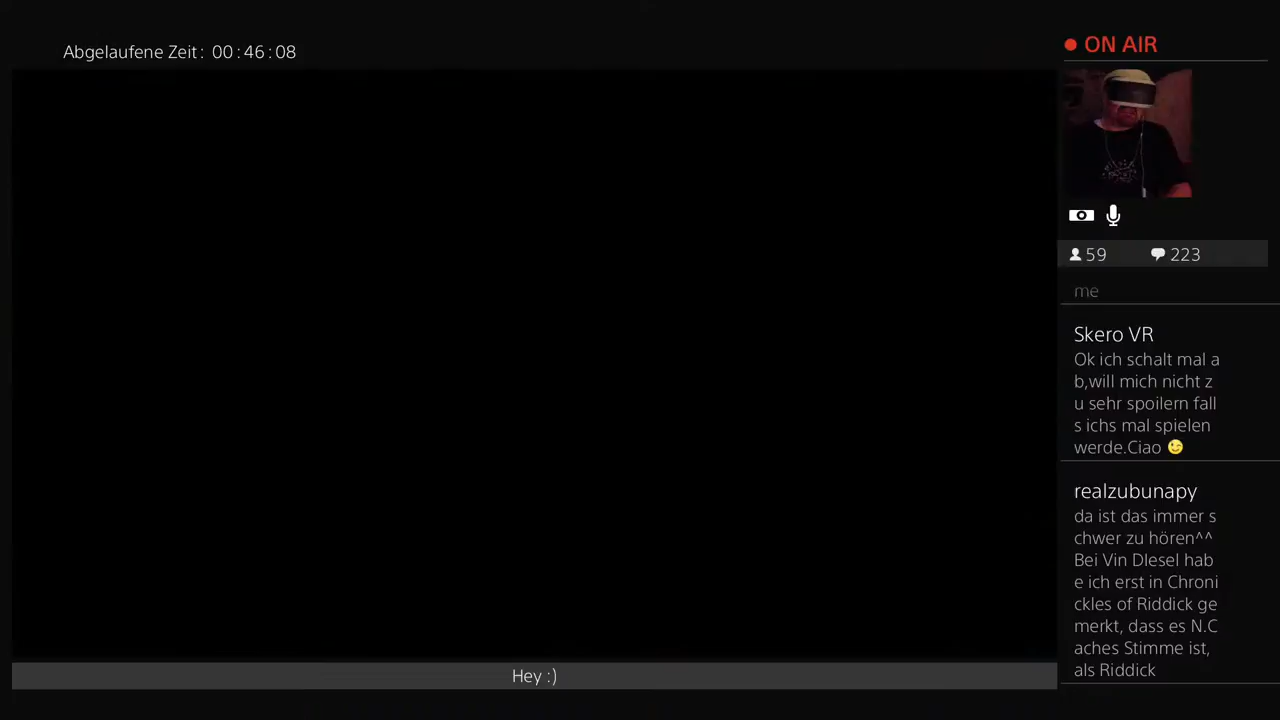 Abgelaufene Zeit: 00:46:08
ON AIR
59 223
me
Skero VR
Ok ich schalt mal a
b,will mich nicht z
u sehr spoilern fall
s ichs mal spielen
werde.Ciao 😉
realzubunapy
da ist das immer s
chwer zu hören^^
Bei Vin DIesel hab
e ich erst in Chroni
ckles of Riddick ge
merkt, dass es N.C
aches Stimme ist,
als Riddick
Hey :)